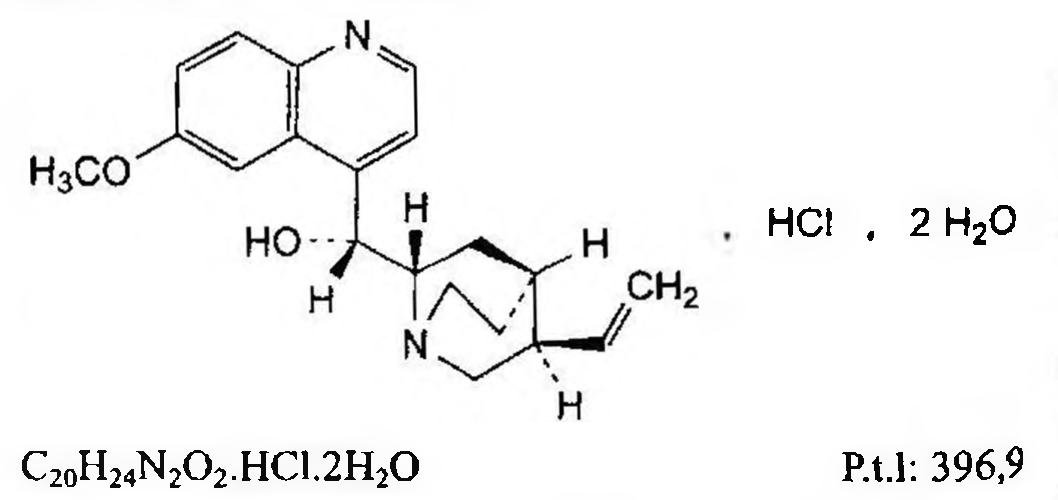 N
H₃CO
H
HO
H
H
. HCl . 2 H₂O
CH₂
N
H
C₂₀H₂₄N₂O₂.HCl.2H₂O
P.t.l: 396,9